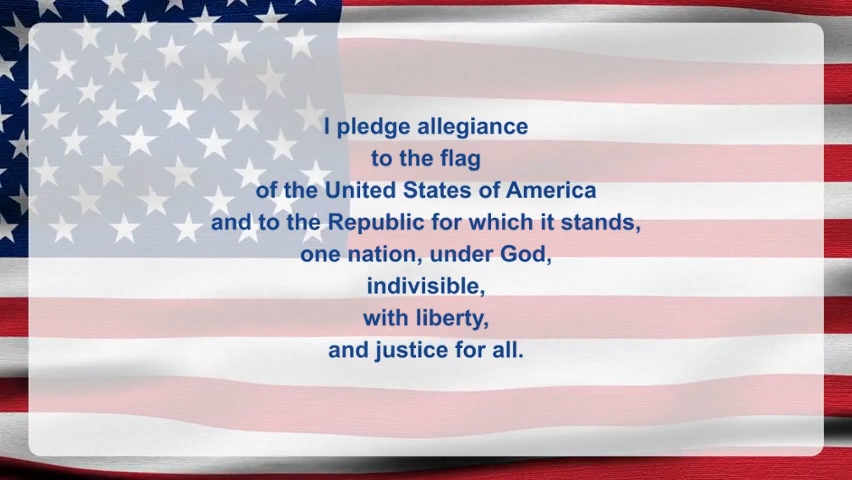 I pledge allegiance
to the flag
of the United States of America
and to the Republic for which it stands,
one nation, under God,
indivisible,
with liberty,
and justice for all.